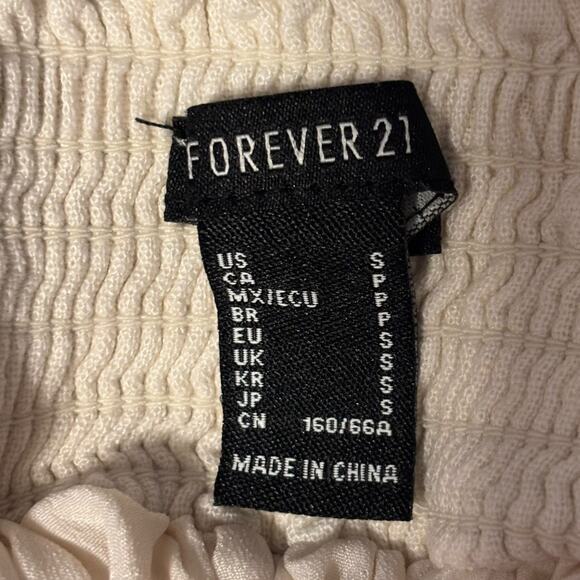 FOREVER 21
US S
CA P
MX/ECU P
BR P
EU S
UK S
KR S
JP S
CN 160/66A
MADE IN CHINA